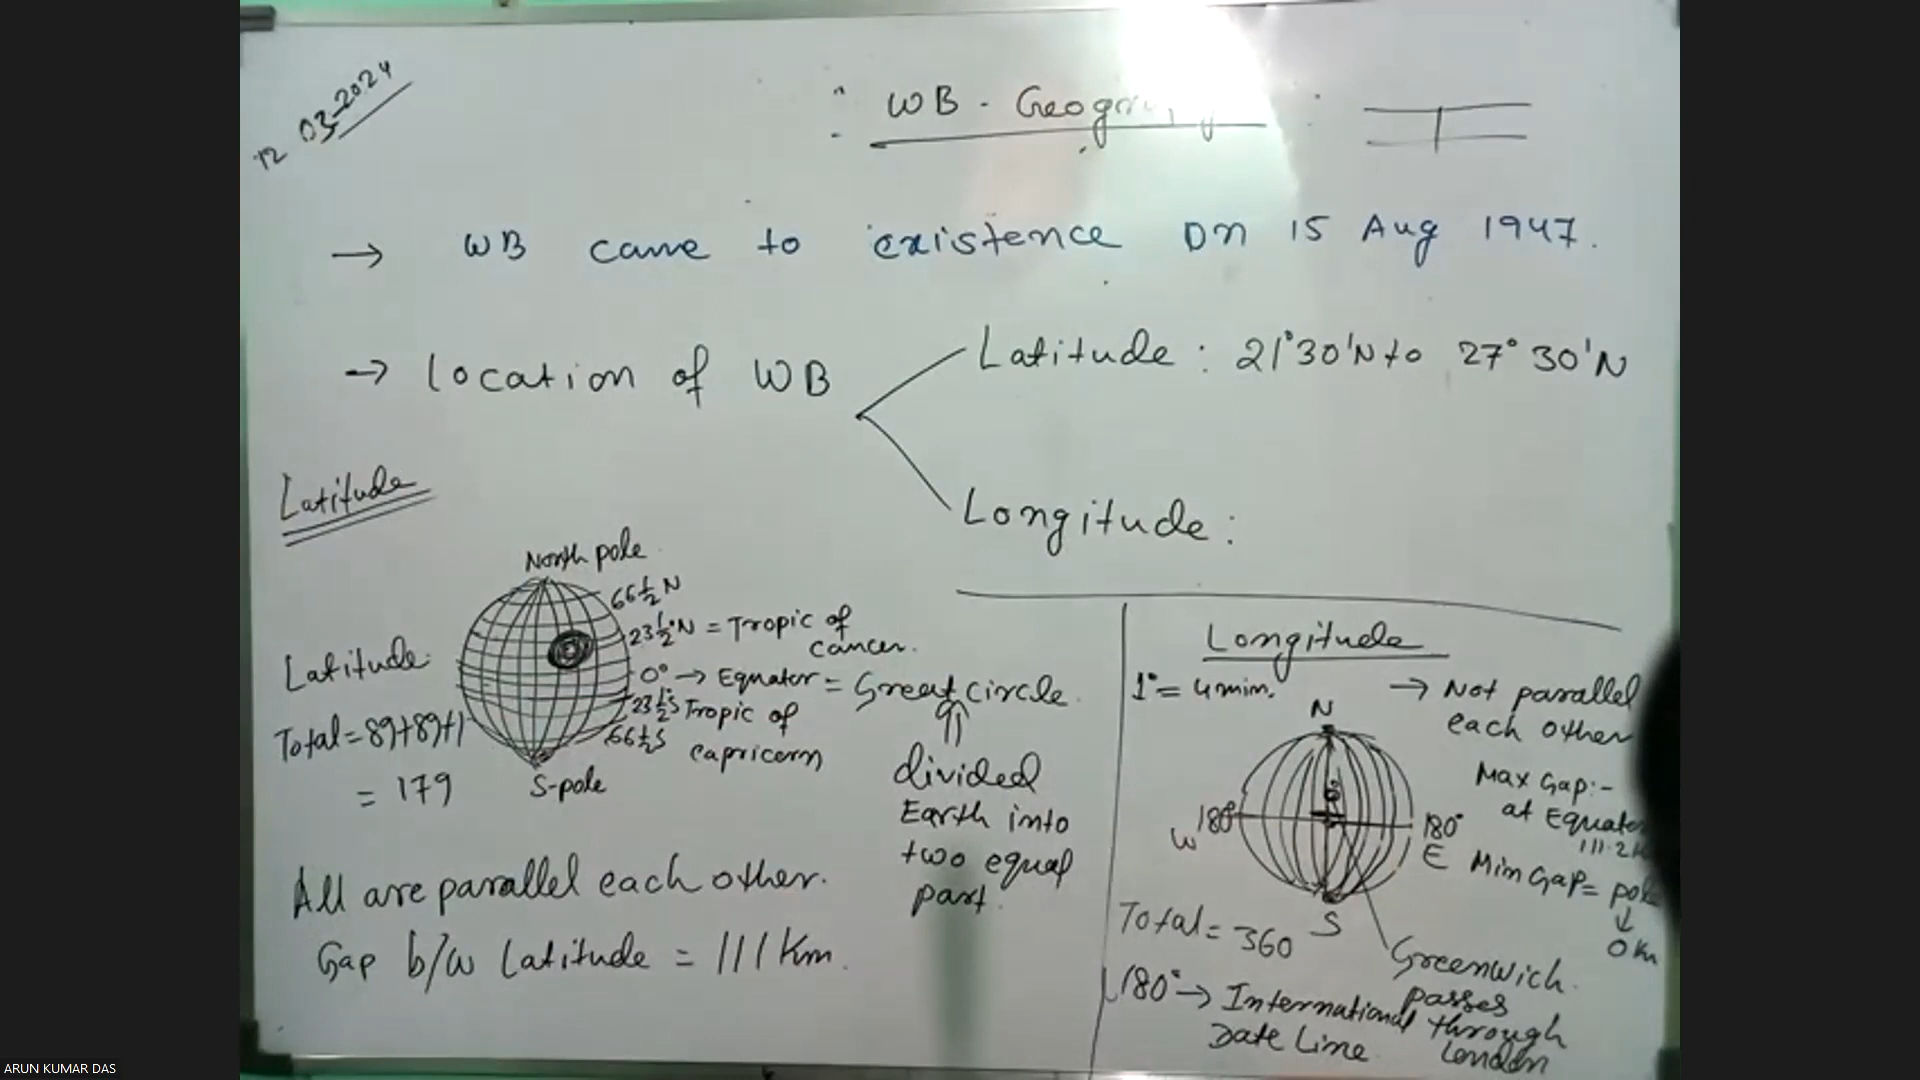 12 03-2024
: WB - Geogra y :
→ WB came to existence on 15 Aug 1947.
→ Location of WB
Latitude : 21°30'N to 27°30'N
Longitude :
Latitude
North pole
66½N
23½°N = Tropic of
cancer.
0° → Equator = Great circle.
23½S Tropic of
capricorn
66½S
S-pole
Latitude
Total = 89+89+1
= 179
divided
Earth into
two equal
part.
All are parallel each other.
Gap b/w Latitude = 111 Km.
Longitude
1° = 4 min.
→ Not parallel
each other
N
0°
180°
W
180°
E
S
Max Gap:-
at Equator
111.2 K
Min Gap = pole
↓
0 Km
Total = 360
Greenwich
passes
through
London
180° → International
Date Line
ARUN KUMAR DAS